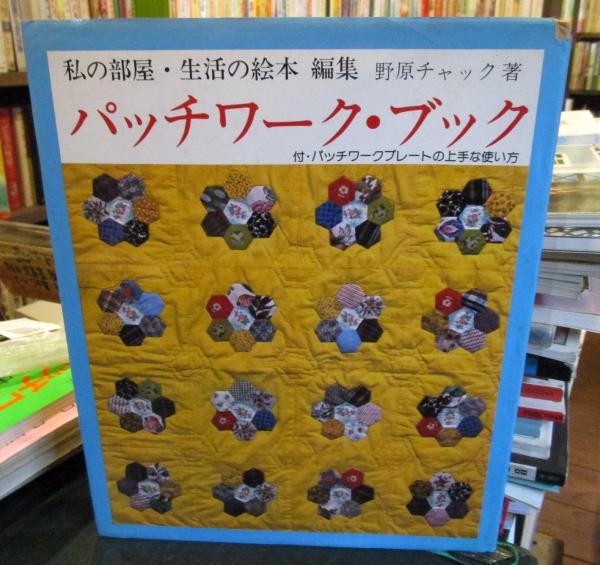 私の部屋・生活の絵本 編集 野原チャック著
パッチワーク・ブック
付・パッチワークプレートの上手な使い方